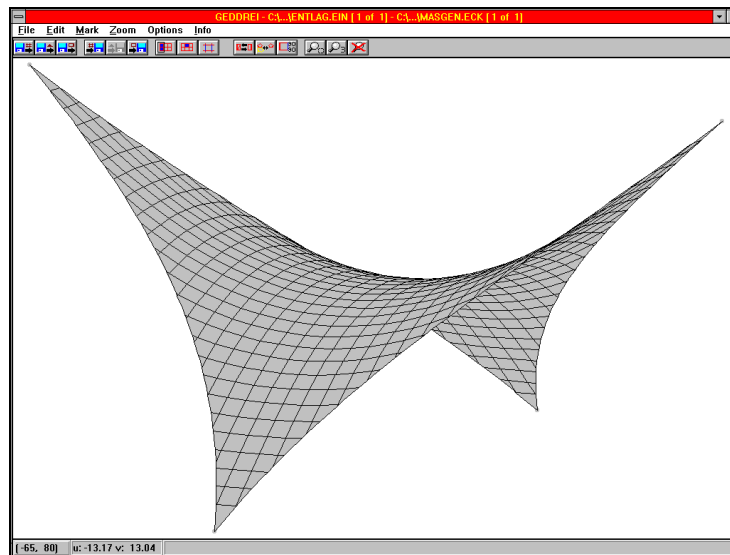 GEDDREI - C:\...\ENTLAG.EIN [ 1 of 1] - C:\...\MASGEN.ECK [ 1 of 1]
File Edit Mark Zoom Options Info
(-65, 80) u: -13.17 v: 13.04